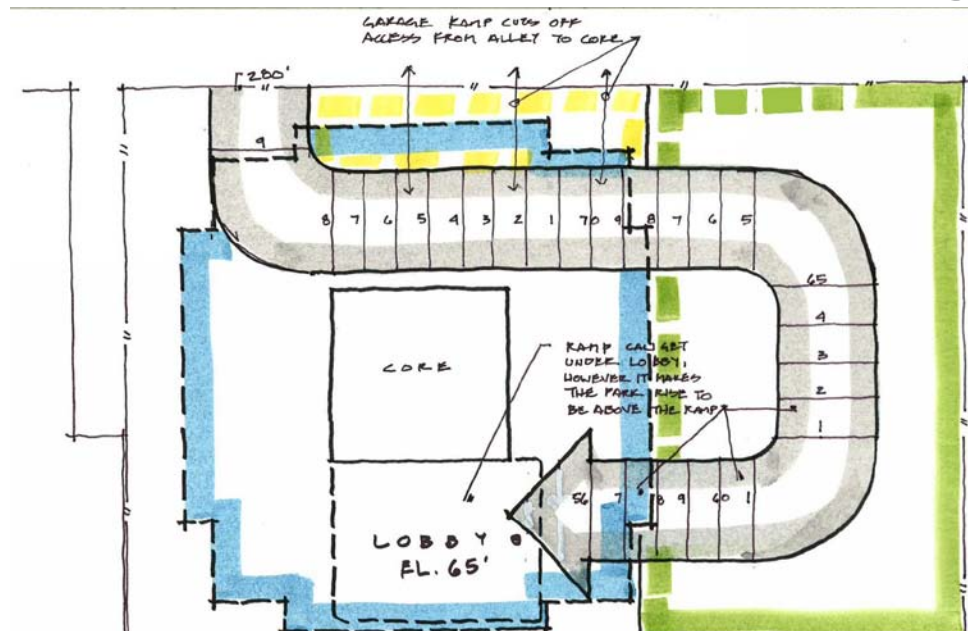 GARAGE RAMP CUTS OFF
ACCESS FROM ALLEY TO CORE
280'
9
8 7 6 5 4 3 2 1 70 9 8 7 6 5
65
4
3
2
1
CORE
RAMP CAN GET
UNDER LOBBY,
HOWEVER IT MAKES
THE PARK RISE TO
BE ABOVE THE RAMP
56 7 8 9 60 1
LOBBY @
EL. 65'